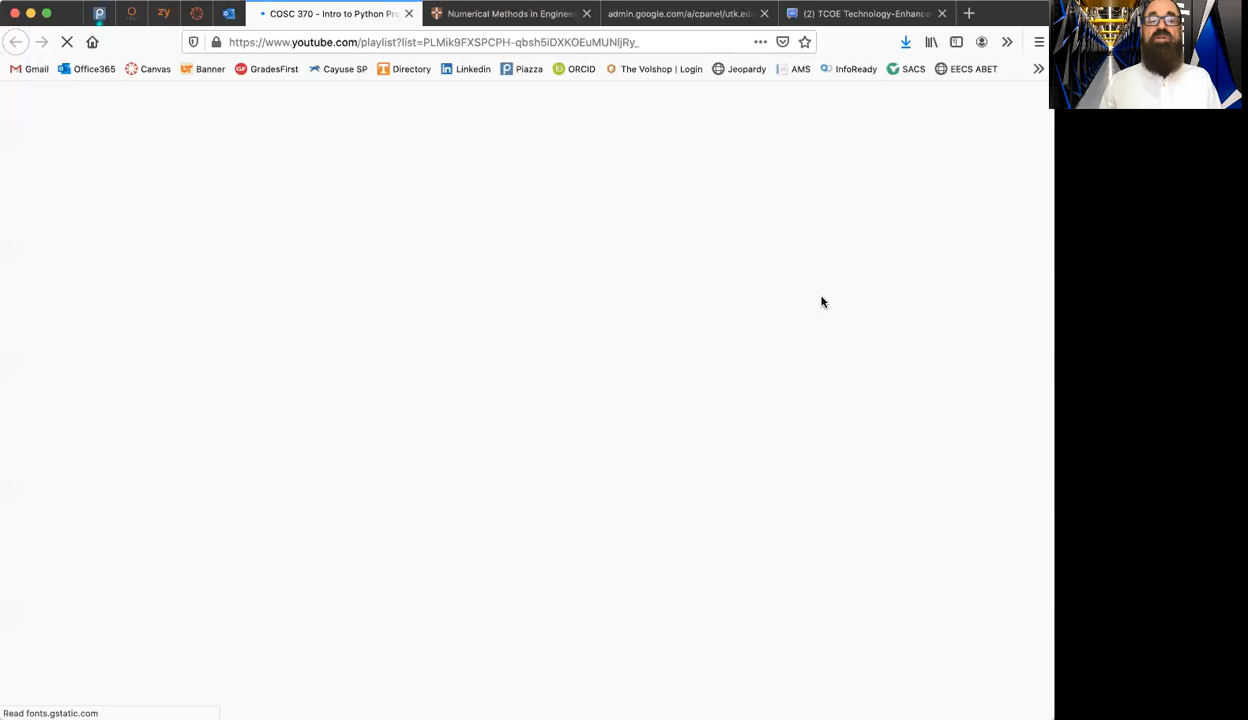 COSC 370 - Intro to Python Pr
Numerical Methods in Enginee
admin.google.com/a/cpanel/utk.ed
(2) TCOE Technology-Enhance
https://www.youtube.com/playlist?list=PLMik9FXSPCPH-qbsh5iDXKOEuMUNljRy_
Gmail Office365 Canvas Banner GradesFirst Cayuse SP Directory Linkedin Piazza ORCID The Volshop | Login Jeopardy AMS InfoReady SACS EECS ABET
Read fonts.gstatic.com